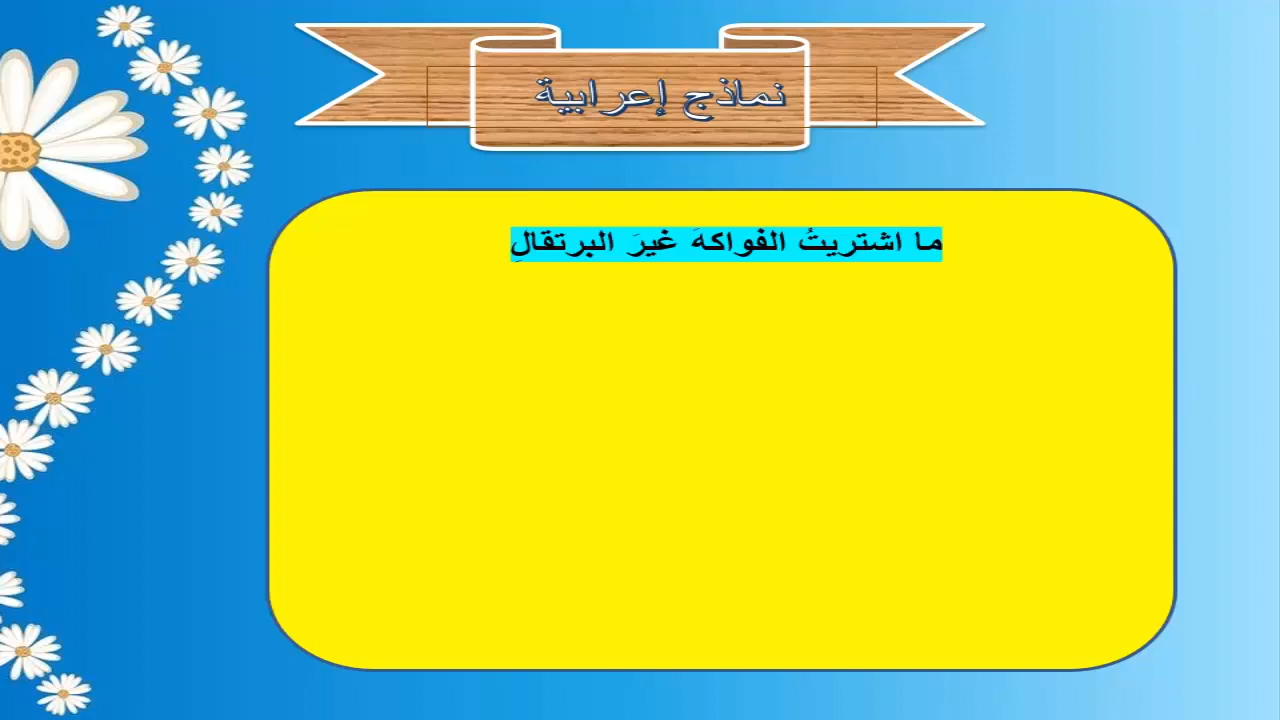 نماذج إعرابية
ما اشتريتُ الفواكهَ غيرَ البرتقالِ